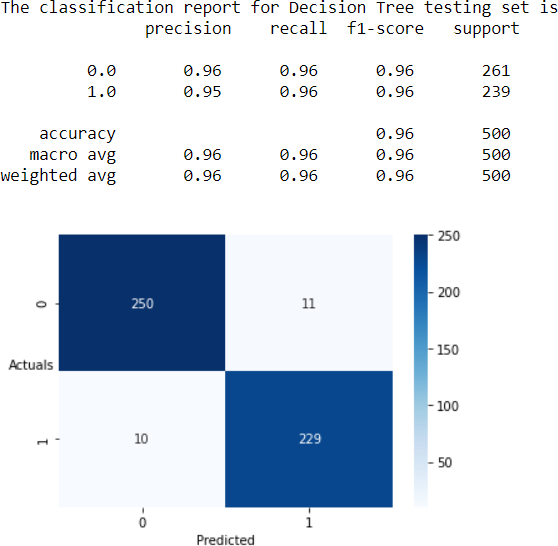 The classification report for Decision Tree testing set is
precision recall f1-score support
0.0 0.96 0.96 0.96 261
1.0 0.95 0.96 0.96 239
accuracy 0.96 500
macro avg 0.96 0.96 0.96 500
weighted avg 0.96 0.96 0.96 500
250
0 250 11
200
150
Actuals
100
1 10 229
50
0 1
Predicted